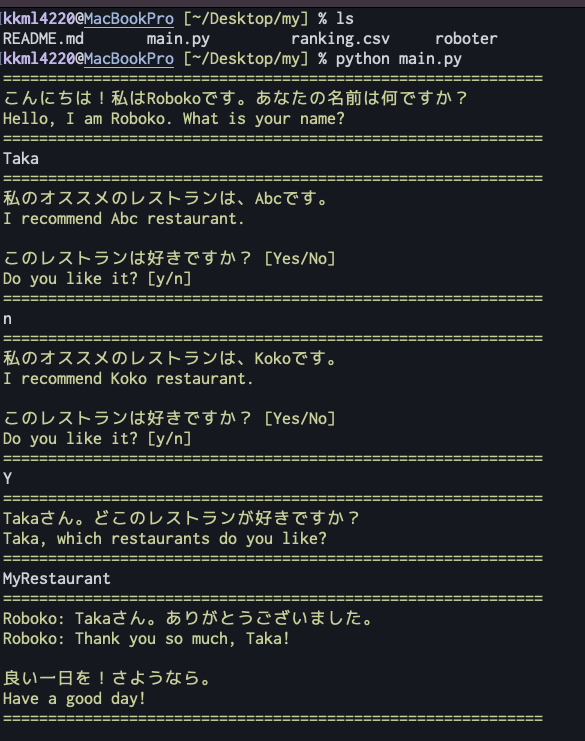 [kkml4220@MacBookPro [~/Desktop/my] % ls
README.md main.py ranking.csv roboter
[kkml4220@MacBookPro [~/Desktop/my] % python main.py
============================================================
こんにちは！私はRobokoです。あなたの名前は何ですか？
Hello, I am Roboko. What is your name?
============================================================
Taka
============================================================
私のオススメのレストランは、Abcです。
I recommend Abc restaurant.
このレストランは好きですか？ [Yes/No]
Do you like it? [y/n]
============================================================
n
============================================================
私のオススメのレストランは、Kokoです。
I recommend Koko restaurant.
このレストランは好きですか？ [Yes/No]
Do you like it? [y/n]
============================================================
Y
============================================================
Takaさん。どこのレストランが好きですか？
Taka, which restaurants do you like?
============================================================
MyRestaurant
============================================================
Roboko: Takaさん。ありがとうございました。
Roboko: Thank you so much, Taka!
良い一日を！さようなら。
Have a good day!
============================================================